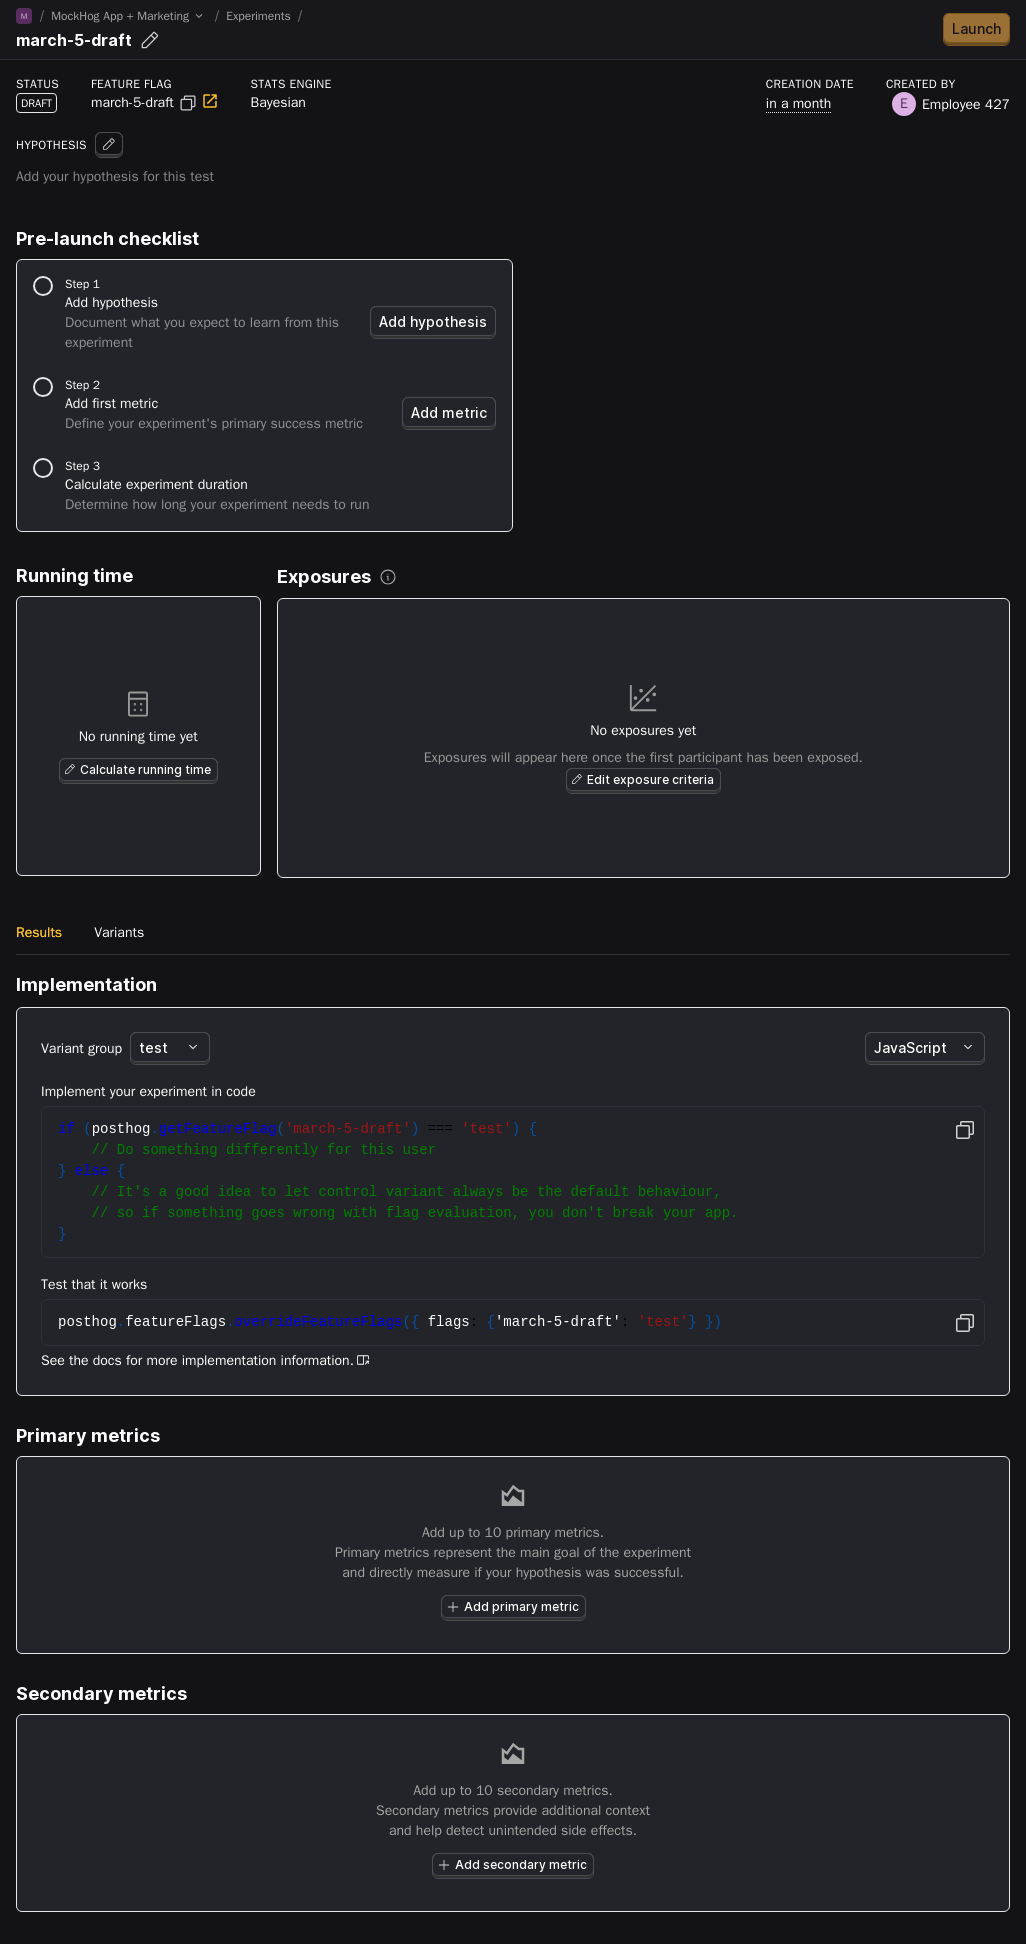 M / MockHog App + Marketing / Experiments /
march-5-draft
Launch
STATUS
DRAFT
FEATURE FLAG
march-5-draft
STATS ENGINE
Bayesian
CREATION DATE
in a month
CREATED BY
E Employee 427
HYPOTHESIS
Add your hypothesis for this test
Pre-launch checklist
Step 1
Add hypothesis
Document what you expect to learn from this
experiment
Add hypothesis
Step 2
Add first metric
Define your experiment's primary success metric
Add metric
Step 3
Calculate experiment duration
Determine how long your experiment needs to run
Running time
No running time yet
Calculate running time
Exposures
No exposures yet
Exposures will appear here once the first participant has been exposed.
Edit exposure criteria
Results Variants
Implementation
Variant group test JavaScript
Implement your experiment in code
if (posthog.getFeatureFlag('march-5-draft') === 'test') {
    // Do something differently for this user
} else {
    // It's a good idea to let control variant always be the default behaviour,
    // so if something goes wrong with flag evaluation, you don't break your app.
}
Test that it works
posthog.featureFlags.overrideFeatureFlags({ flags: {'march-5-draft': 'test'} })
See the docs for more implementation information.
Primary metrics
Add up to 10 primary metrics.
Primary metrics represent the main goal of the experiment
and directly measure if your hypothesis was successful.
Add primary metric
Secondary metrics
Add up to 10 secondary metrics.
Secondary metrics provide additional context
and help detect unintended side effects.
Add secondary metric